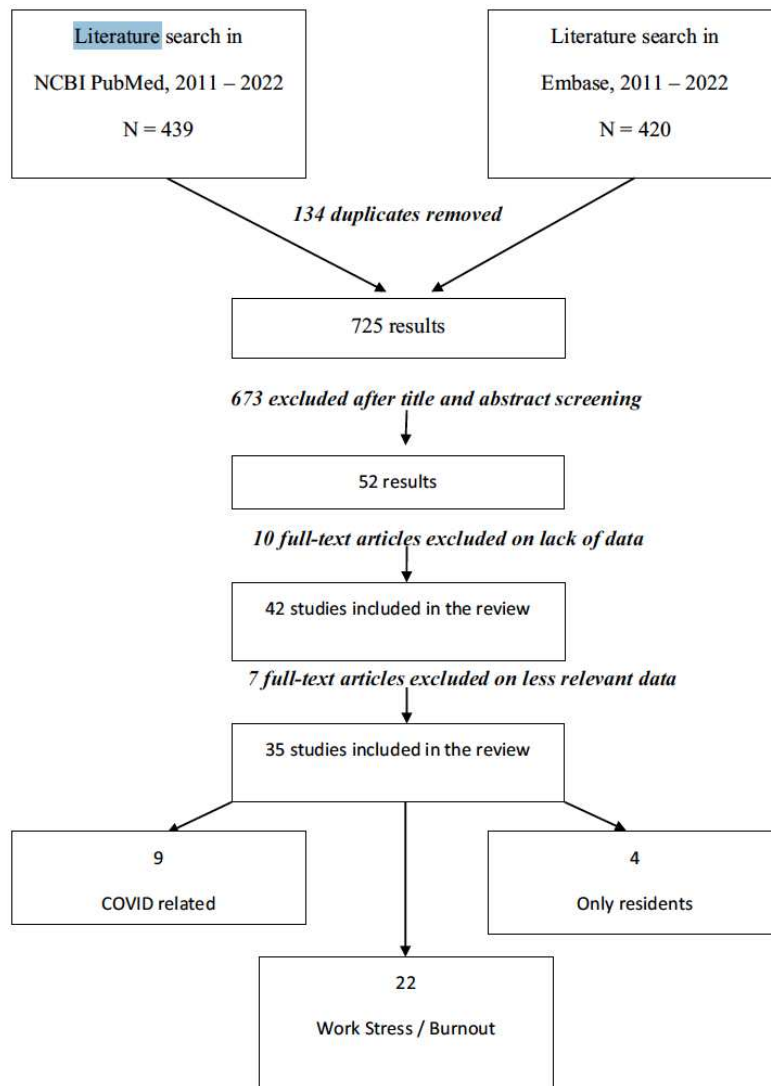 Literature search in
NCBI PubMed, 2011 – 2022
N = 439
Literature search in
Embase, 2011 – 2022
N = 420
134 duplicates removed
725 results
673 excluded after title and abstract screening
52 results
10 full-text articles excluded on lack of data
42 studies included in the review
7 full-text articles excluded on less relevant data
35 studies included in the review
9
COVID related
4
Only residents
22
Work Stress / Burnout